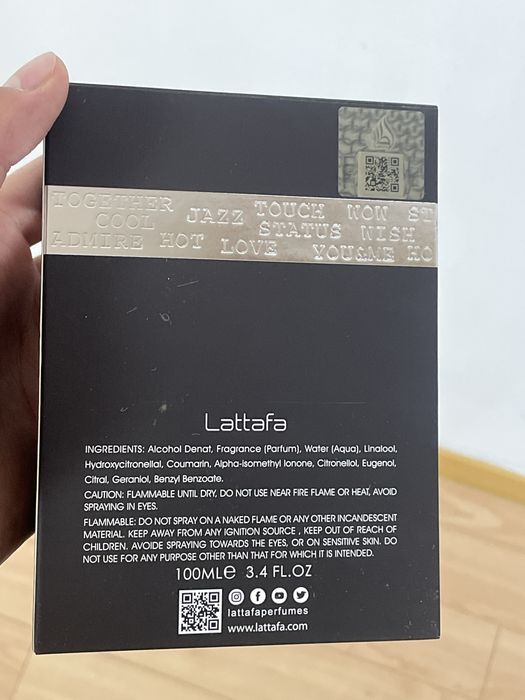 TOGETHER JAZZ TOUCH NOW ST
COOL STATUS WISH
ADMIRE HOT LOVE YOU&ME HO
Lattafa
INGREDIENTS: Alcohol Denat, Fragrance (Parfum), Water (Aqua), Linalool,
Hydroxycitronellal, Coumarin, Alpha-isomethyl Ionone, Citronellol, Eugenol,
Citral, Geraniol, Benzyl Benzoate.
CAUTION: FLAMMABLE UNTIL DRY, DO NOT USE NEAR FIRE FLAME OR HEAT, AVOID
SPRAYING IN EYES.
FLAMMABLE: DO NOT SPRAY ON A NAKED FLAME OR ANY OTHER INCANDESCENT
MATERIAL. KEEP AWAY FROM ANY IGNITION SOURCE , KEEP OUT OF REACH OF
CHILDREN. AVOIDE SPRAYING TOWARDS THE EYES, OR ON SENSITIVE SKIN. DO
NOT USE FOR ANY PURPOSE OTHER THAN THAT FOR WHICH IT IS INTENDED.
100MLe 3.4 FL.OZ
lattafaperfumes
www.lattafa.com